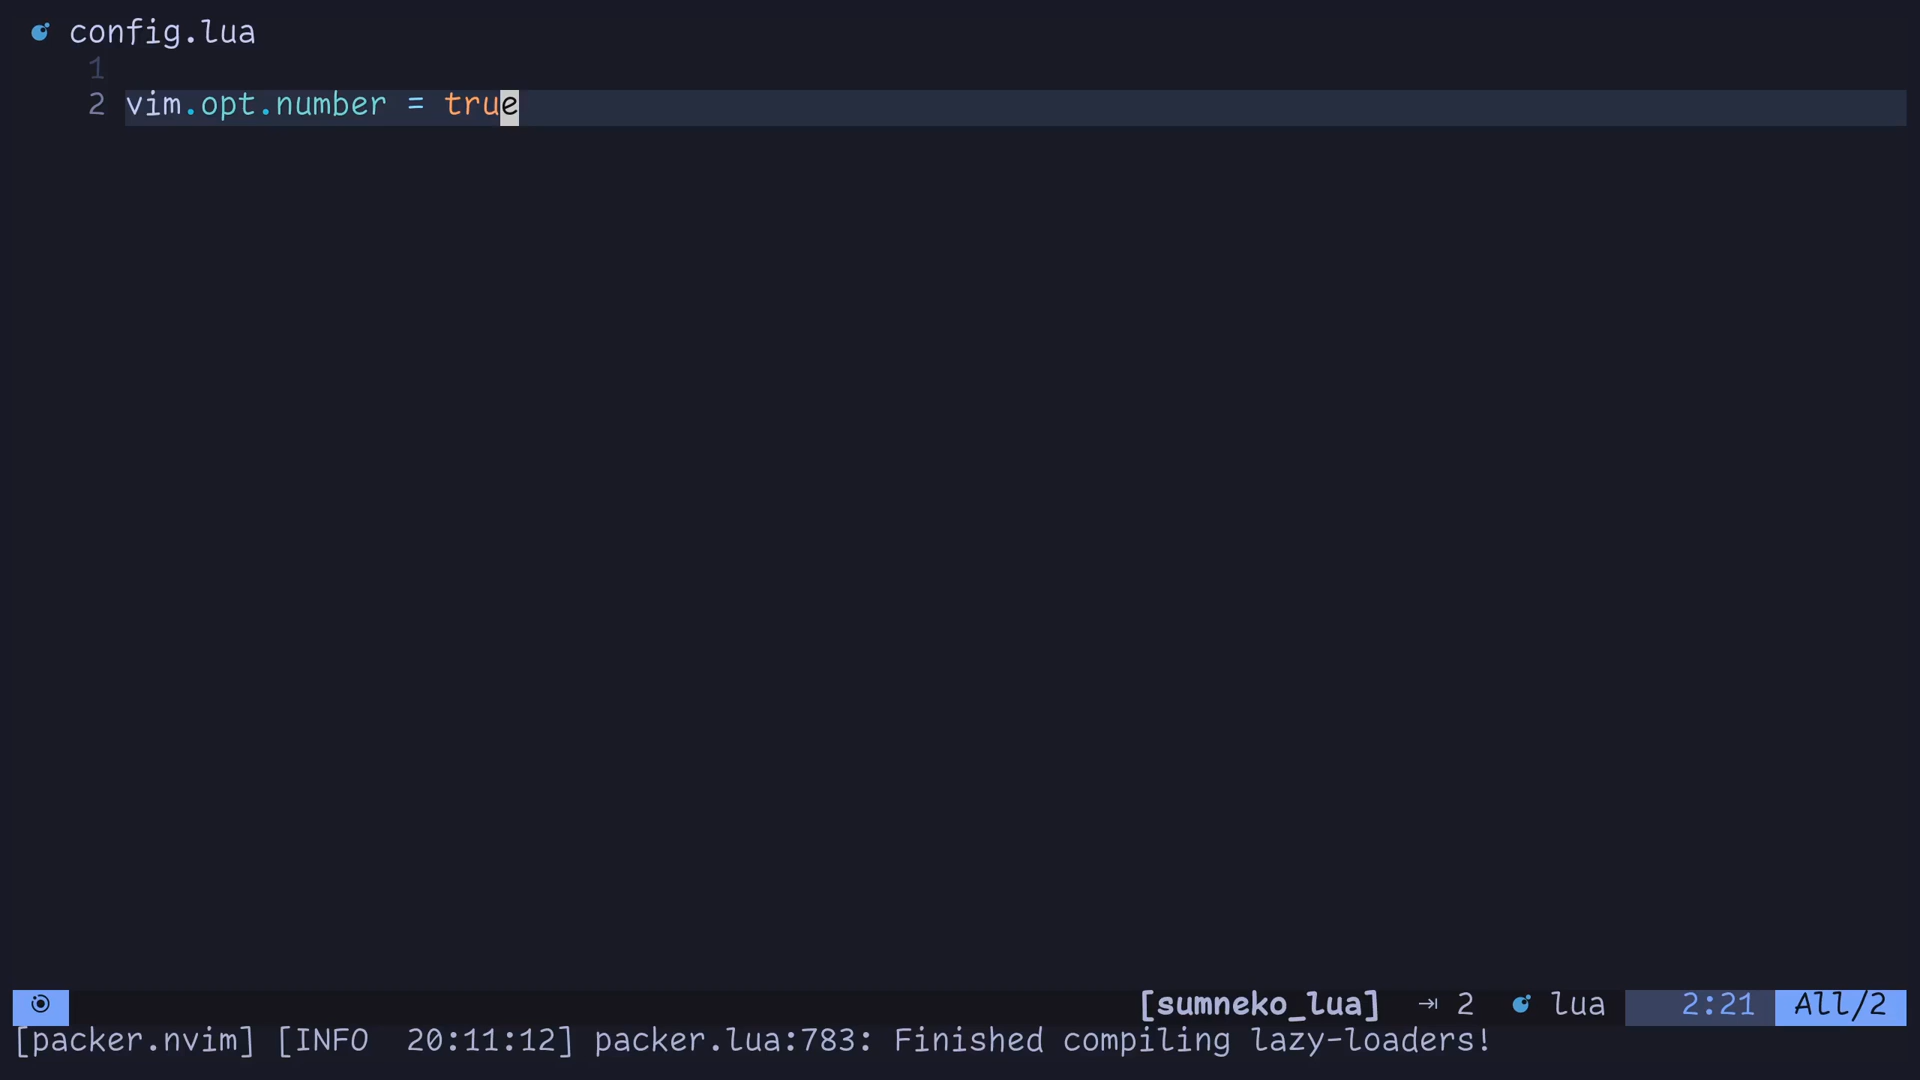 config.lua
1
2 vim.opt.number = true
[sumneko_lua] ⇥ 2 lua 2:21 All/2
[packer.nvim] [INFO  20:11:12] packer.lua:783: Finished compiling lazy-loaders!